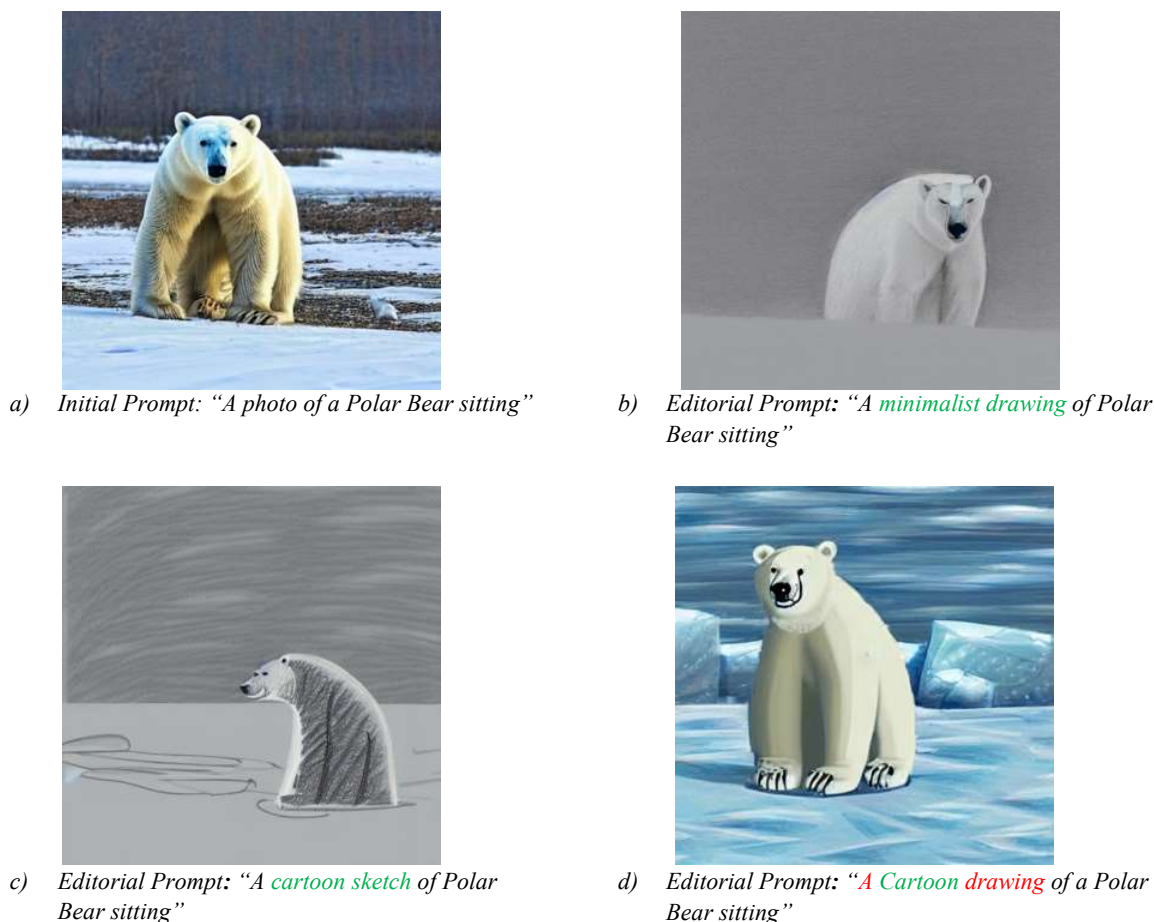 a) Initial Prompt: “A photo of a Polar Bear sitting”
b) Editorial Prompt: “A minimalist drawing of Polar
Bear sitting”
c) Editorial Prompt: “A cartoon sketch of Polar
Bear sitting”
d) Editorial Prompt: “A Cartoon drawing of a Polar
Bear sitting”